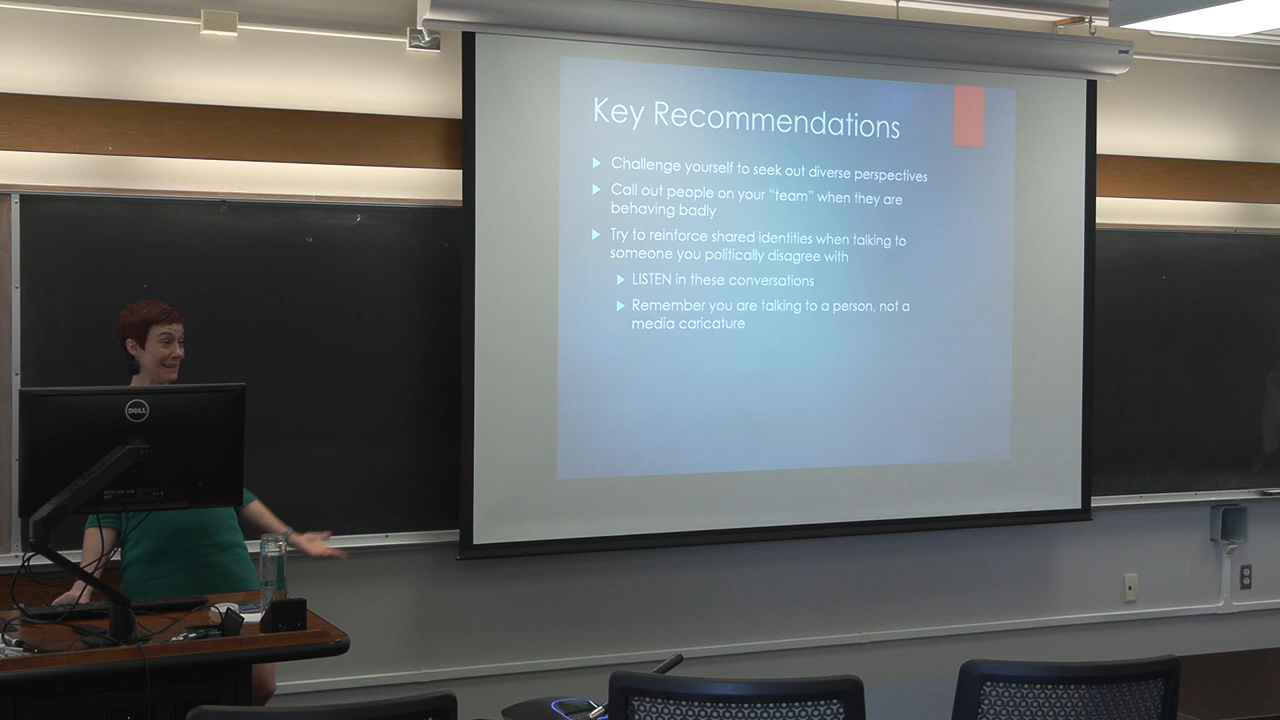 Key Recommendations
Challenge yourself to seek out diverse perspectives
Call out people on your “team” when they are
behaving badly
Try to reinforce shared identities when talking to
someone you politically disagree with
LISTEN in these conversations
Remember you are talking to a person, not a
media caricature
DELL